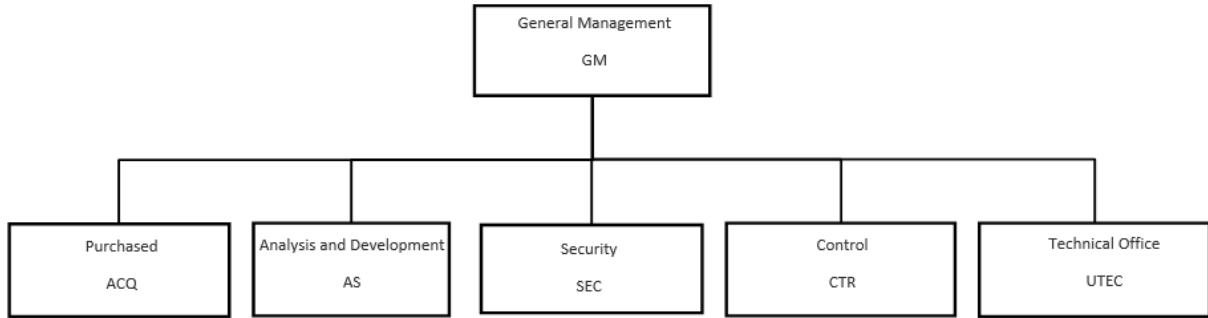 General Management
GM
Purchased
ACQ
Analysis and Development
AS
Security
SEC
Control
CTR
Technical Office
UTEC